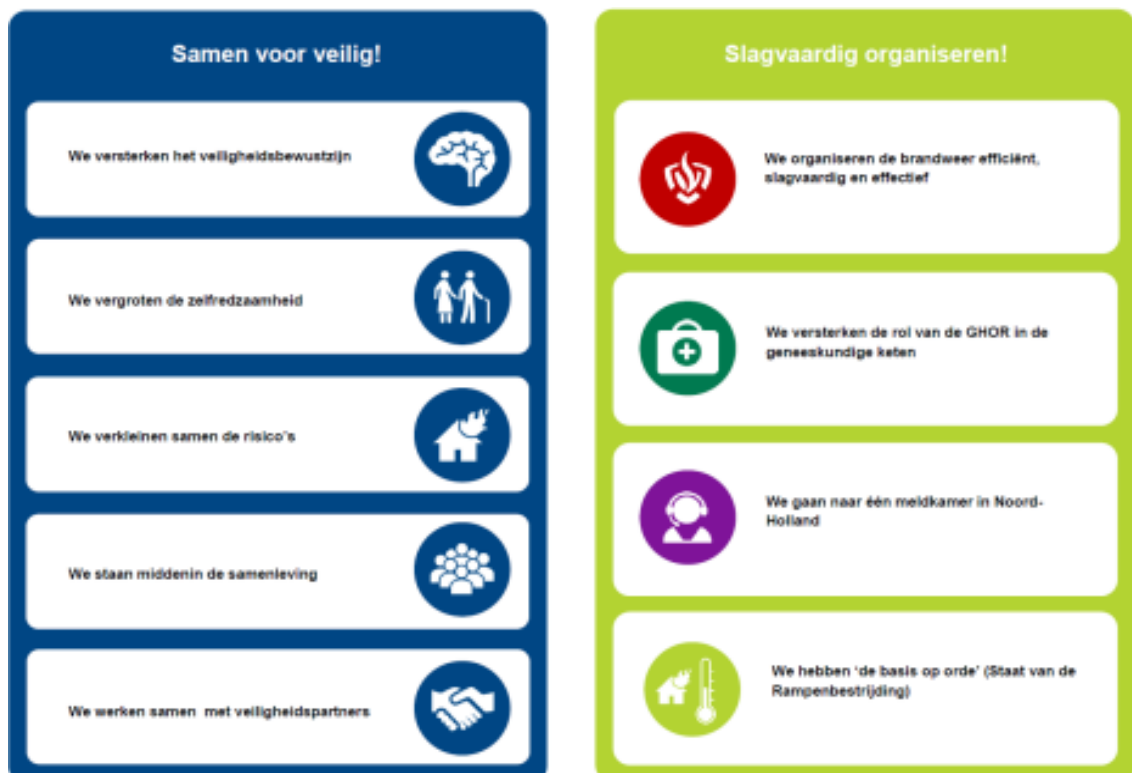 Samen voor veilig!
We versterken het veiligheidsbewustzijn
We vergroten de zelfredzaamheid
We verkleinen samen de risico's
We staan middenin de samenleving
We werken samen met veiligheidspartners
Slagvaardig organiseren!
We organiseren de brandweer efficiënt,
slagvaardig en effectief
We versterken de rol van de GHOR in de
geneeskundige keten
We gaan naar één meldkamer in Noord-
Holland
We hebben ‘de basis op orde’ (Staat van de
Rampenbestrijding)